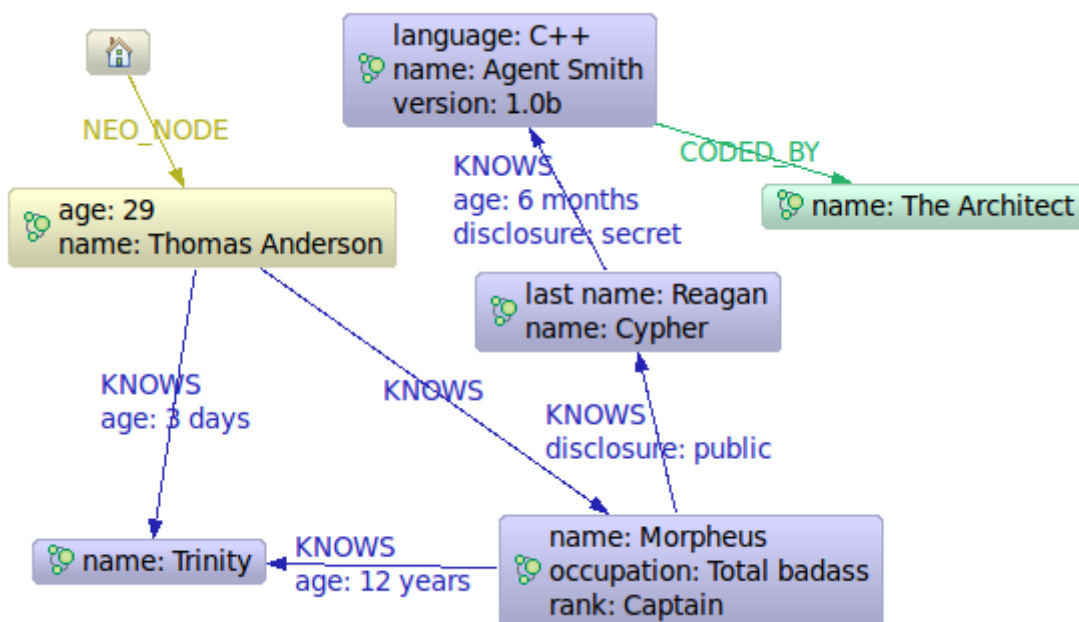 language: C++
name: Agent Smith
version: 1.0b
NEO_NODE
CODED_BY
KNOWS
age: 6 months
disclosure: secret
age: 29
name: Thomas Anderson
name: The Architect
last name: Reagan
name: Cypher
KNOWS
age: 3 days
KNOWS
KNOWS
disclosure: public
name: Trinity
KNOWS
age: 12 years
name: Morpheus
occupation: Total badass
rank: Captain